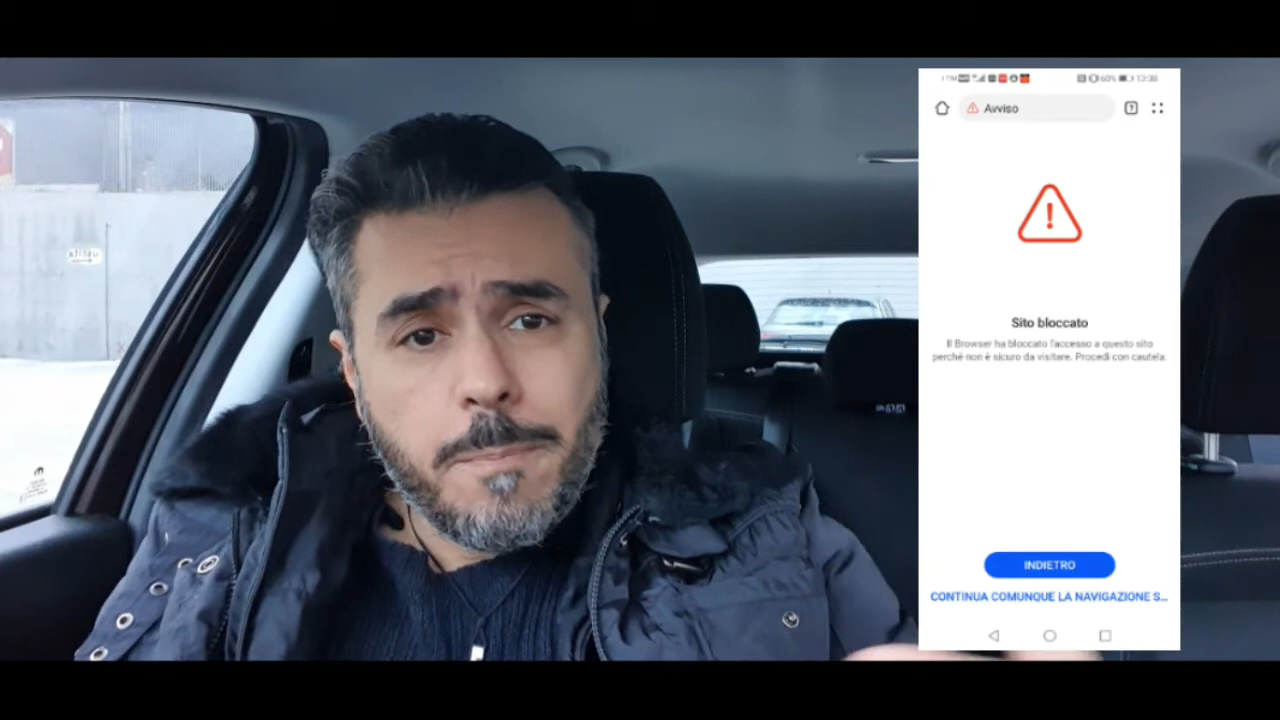 Avviso
Sito bloccato
Il Browser ha bloccato l'accesso a questo sito
perché non è sicuro da visitare. Procedi con cautela.
INDIETRO
CONTINUA COMUNQUE LA NAVIGAZIONE S...